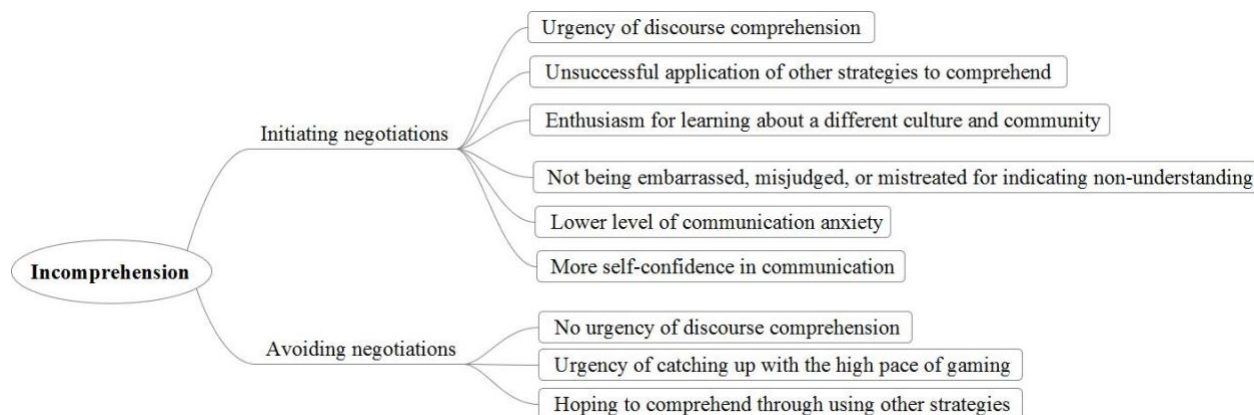 Incomprehension
Initiating negotiations
Urgency of discourse comprehension
Unsuccessful application of other strategies to comprehend
Enthusiasm for learning about a different culture and community
Not being embarrassed, misjudged, or mistreated for indicating non-understanding
Lower level of communication anxiety
More self-confidence in communication
Avoiding negotiations
No urgency of discourse comprehension
Urgency of catching up with the high pace of gaming
Hoping to comprehend through using other strategies